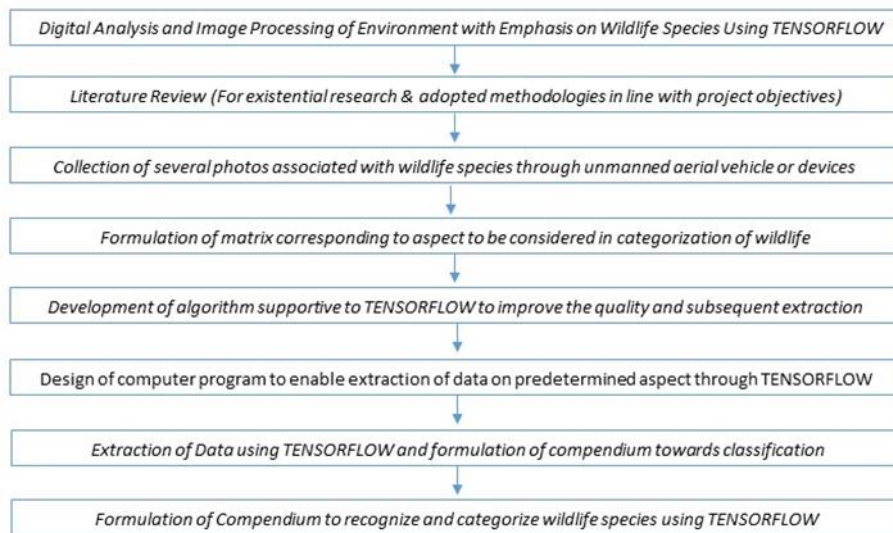 Digital Analysis and Image Processing of Environment with Emphasis on Wildlife Species Using TENSORFLOW
Literature Review (For existential research & adopted methodologies in line with project objectives)
Collection of several photos associated with wildlife species through unmanned aerial vehicle or devices
Formulation of matrix corresponding to aspect to be considered in categorization of wildlife
Development of algorithm supportive to TENSORFLOW to improve the quality and subsequent extraction
Design of computer program to enable extraction of data on predetermined aspect through TENSORFLOW
Extraction of Data using TENSORFLOW and formulation of compendium towards classification
Formulation of Compendium to recognize and categorize wildlife species using TENSORFLOW